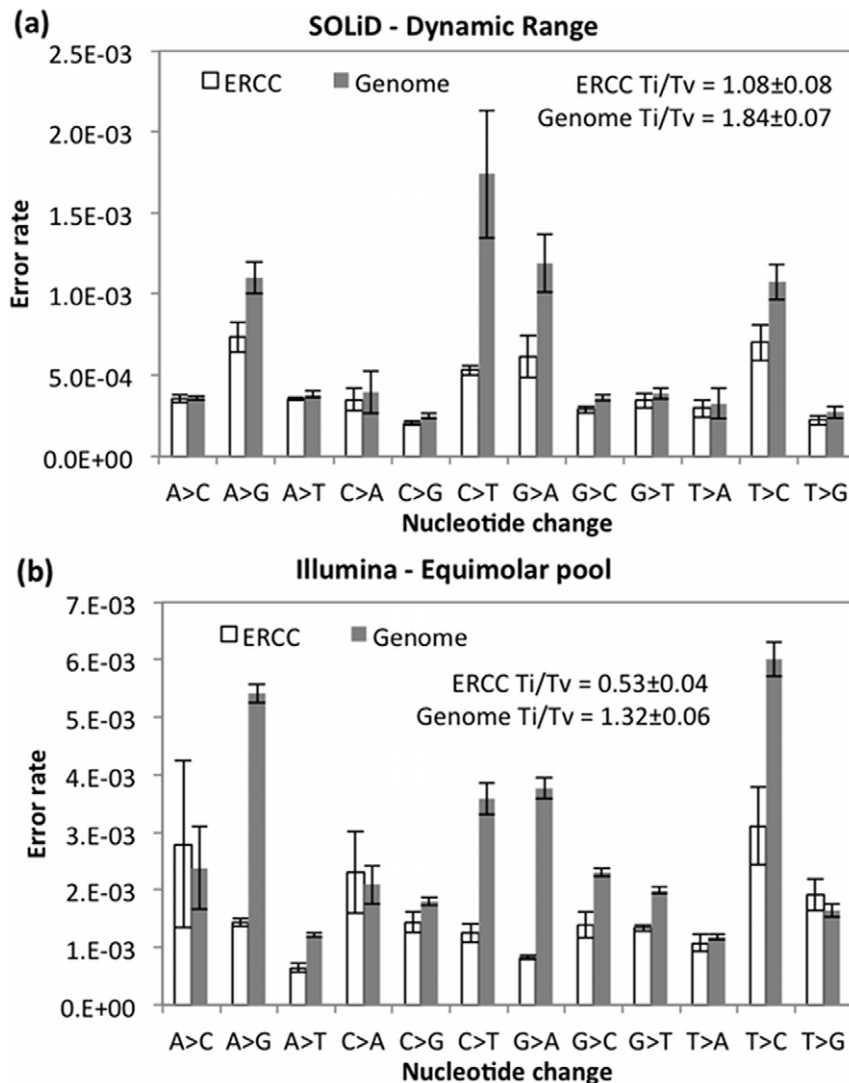 (a) SOLiD - Dynamic Range
ERCC Genome
ERCC Ti/Tv = 1.08±0.08
Genome Ti/Tv = 1.84±0.07
Error rate
2.5E-03
2.0E-03
1.5E-03
1.0E-03
5.0E-04
0.0E+00
A>C A>G A>T C>A C>G C>T G>A G>C G>T T>A T>C T>G
Nucleotide change
(b) Illumina - Equimolar pool
ERCC Genome
ERCC Ti/Tv = 0.53±0.04
Genome Ti/Tv = 1.32±0.06
Error rate
7.E-03
6.E-03
5.E-03
4.E-03
3.E-03
2.E-03
1.E-03
0.E+00
A>C A>G A>T C>A C>G C>T G>A G>C G>T T>A T>C T>G
Nucleotide change